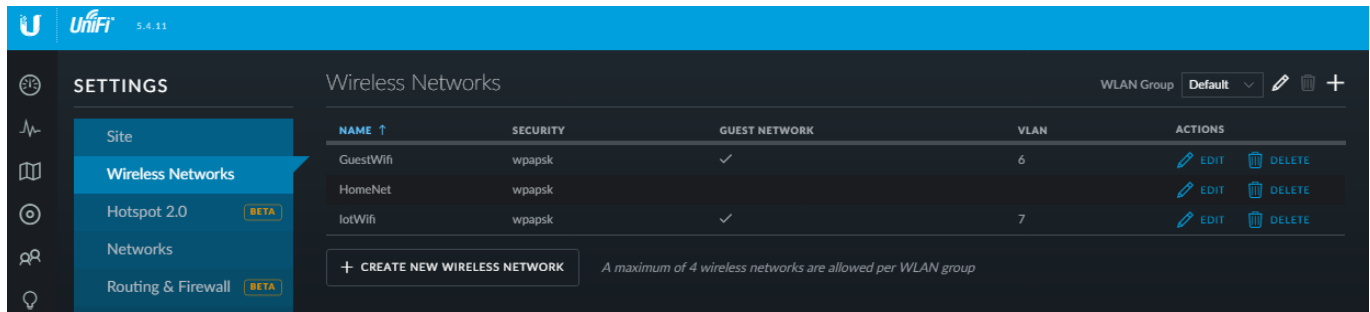 UniFi 5.4.11
SETTINGS
Site
Wireless Networks
Hotspot 2.0 BETA
Networks
Routing & Firewall BETA
Wireless Networks
WLAN Group Default
NAME ↑ SECURITY GUEST NETWORK VLAN ACTIONS
GuestWifi wpapsk ✓ 6 EDIT DELETE
HomeNet wpapsk EDIT DELETE
IotWifi wpapsk ✓ 7 EDIT DELETE
+ CREATE NEW WIRELESS NETWORK A maximum of 4 wireless networks are allowed per WLAN group